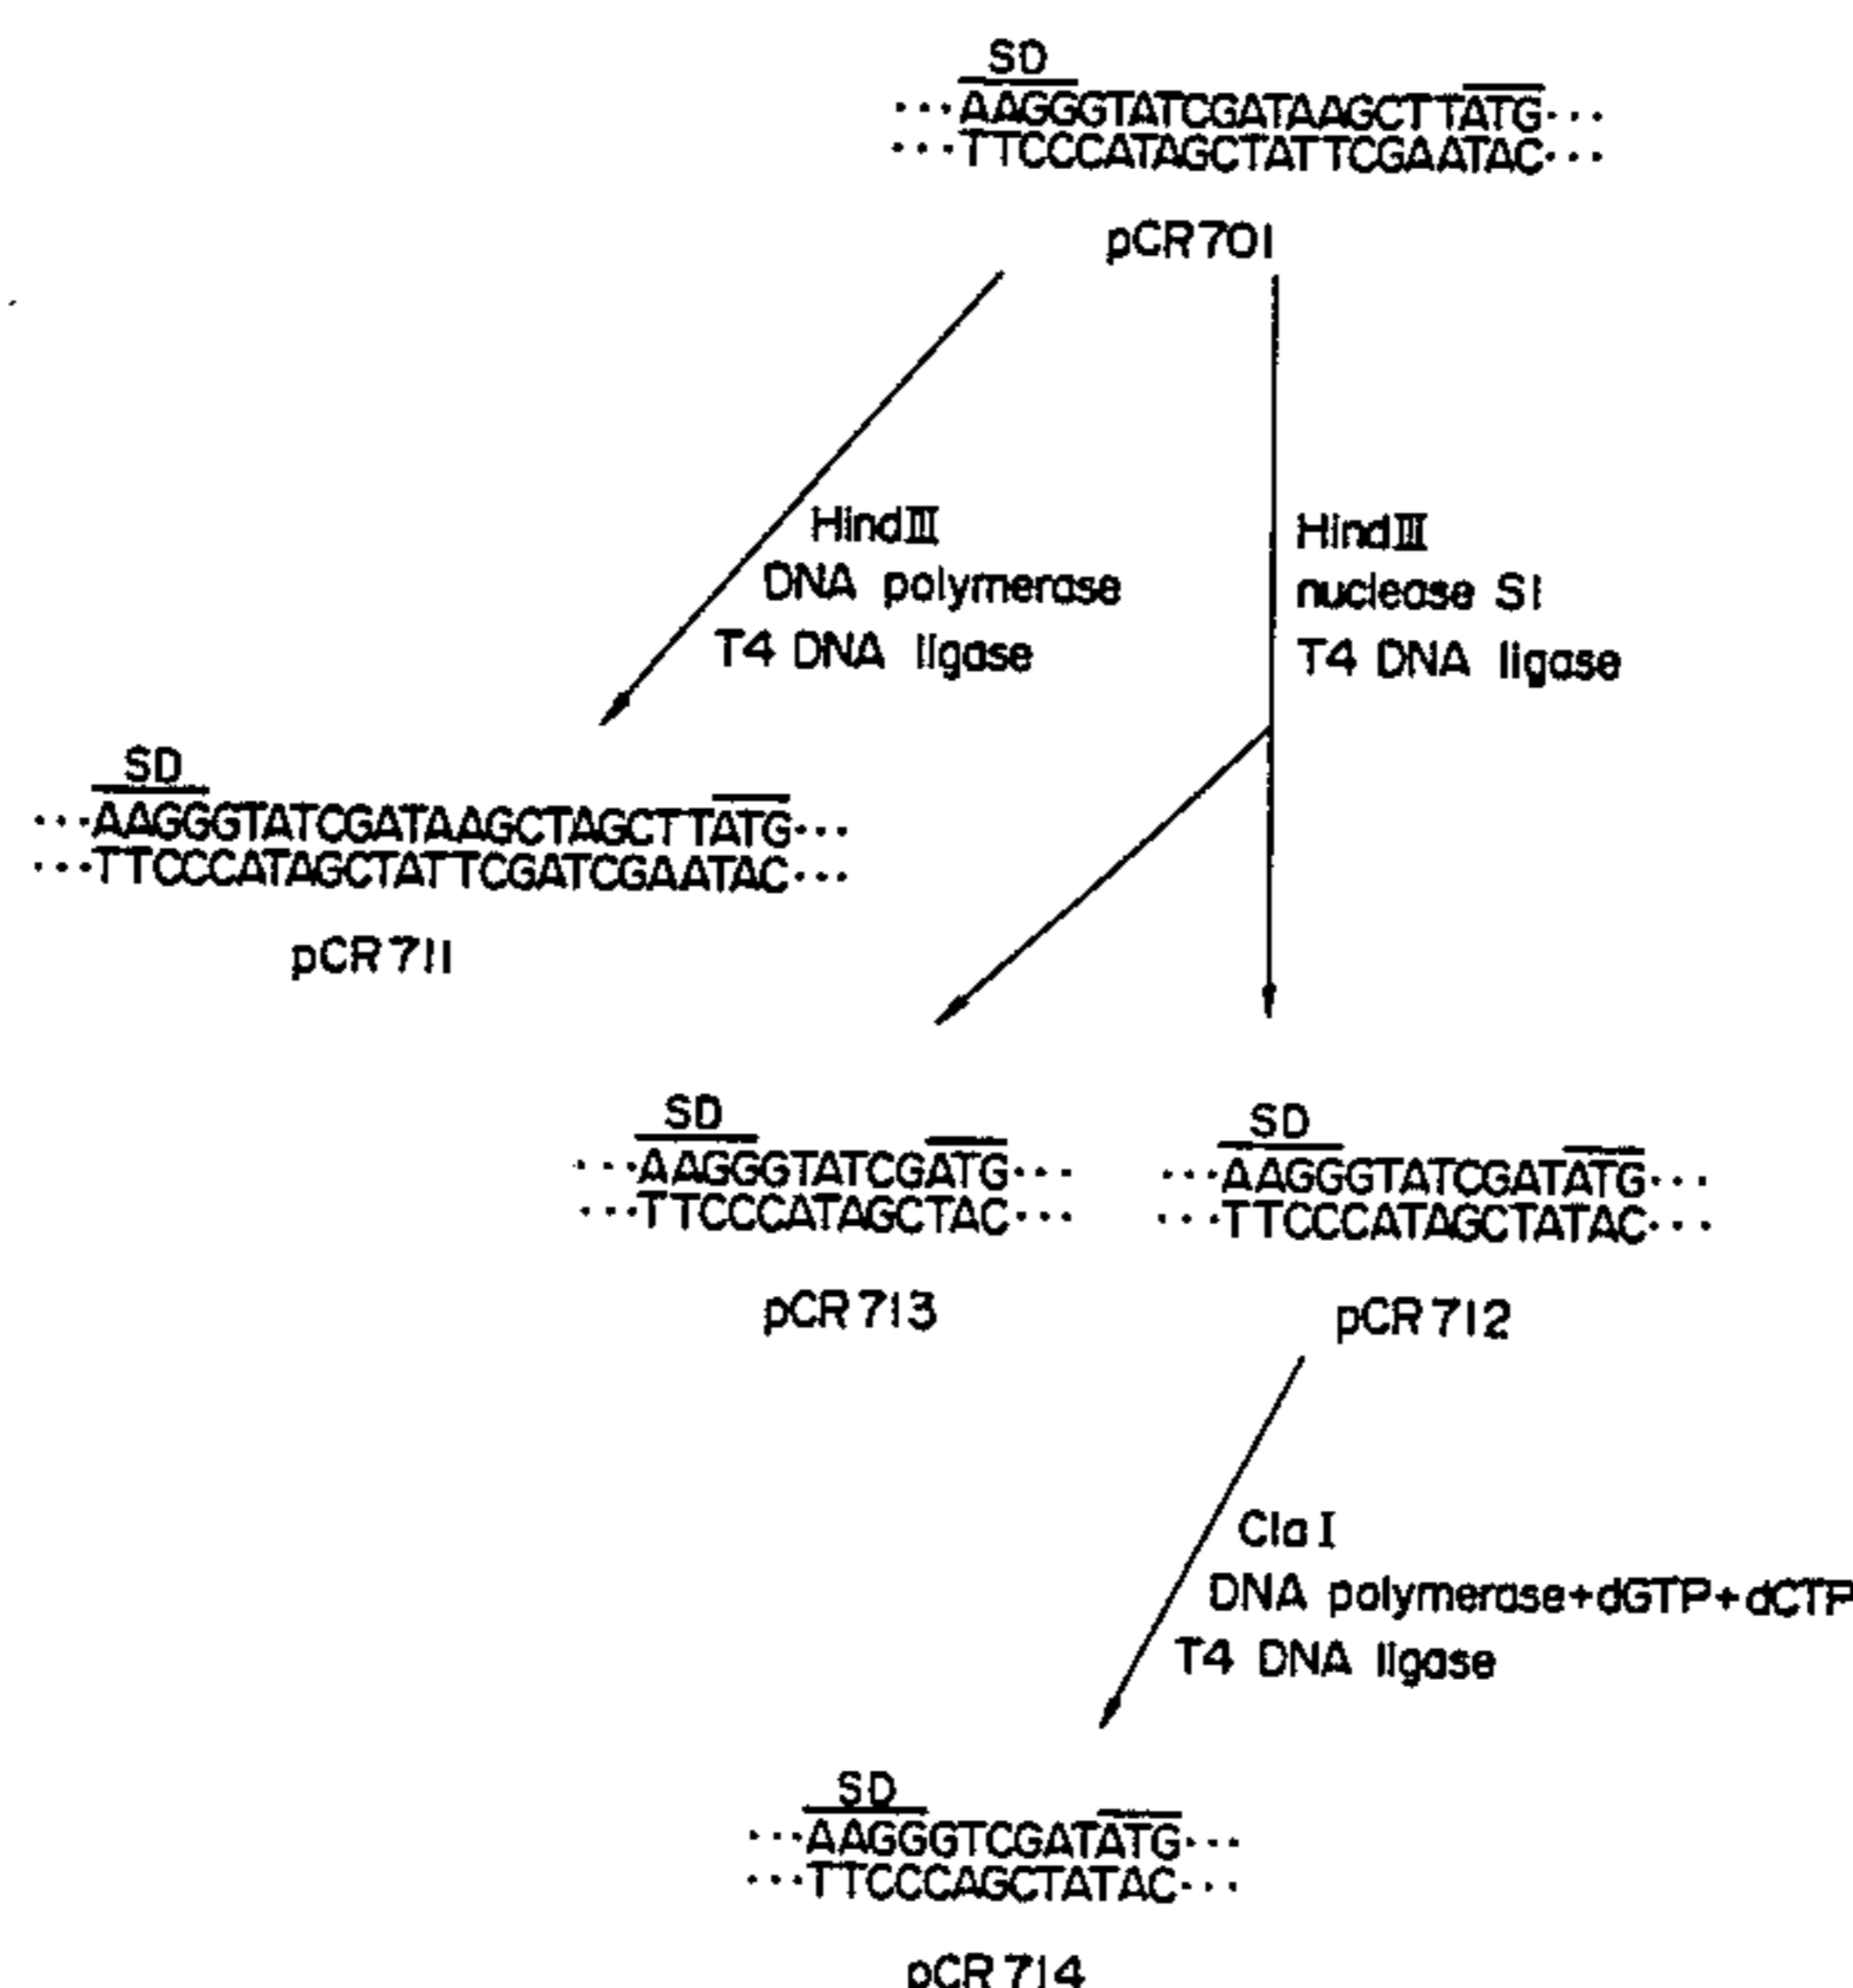 SD
···AAGGGTATCGATAAGCTTATG···
···TTCCCATAGCTATTCGAATAC···
pCR701
HindIII
DNA polymerase
T4 DNA ligase
HindIII
nuclease S1
T4 DNA ligase
SD
···AAGGGTATCGATAAGCTAGCTTATG···
···TTCCCATAGCTATTCGATCGAATAC···
pCR711
SD
···AAGGGTATCGATG···
···TTCCCATAGCTAC···
pCR713
SD
···AAGGGTATCGATATG···
···TTCCCATAGCTATAC···
pCR712
ClaI
DNA polymerase+dGTP+dCTP
T4 DNA ligase
SD
···AAGGGTCGATATG···
···TTCCCAGCTATAC···
pCR714